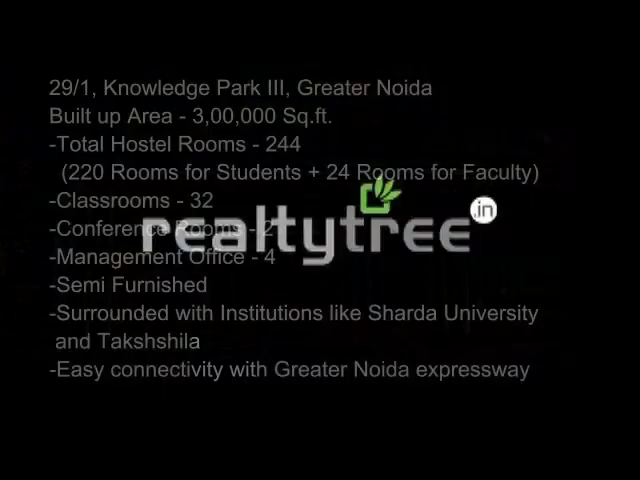 29/1, Knowledge Park III, Greater Noida
Built up Area - 3,00,000 Sq.ft.
-Total Hostel Rooms - 244
(220 Rooms for Students + 24 Rooms for Faculty)
-Classrooms - 32
-Conference Rooms - 2
realtytree .in
-Management Office - 4
-Semi Furnished
-Surrounded with Institutions like Sharda University
and Takshshila
-Easy connectivity with Greater Noida expressway